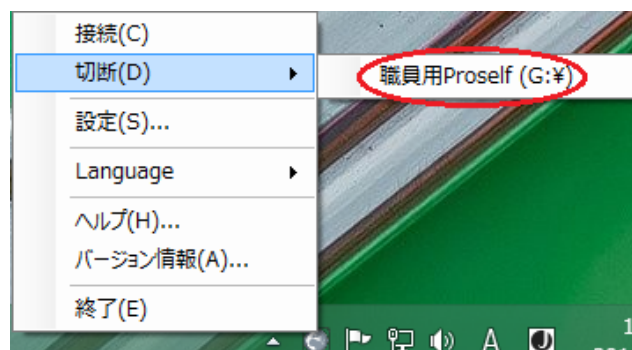 接続(C)
切断(D)
職員用Proself (G:¥)
設定(S)...
Language
ヘルプ(H)...
バージョン情報(A)...
終了(E)
A